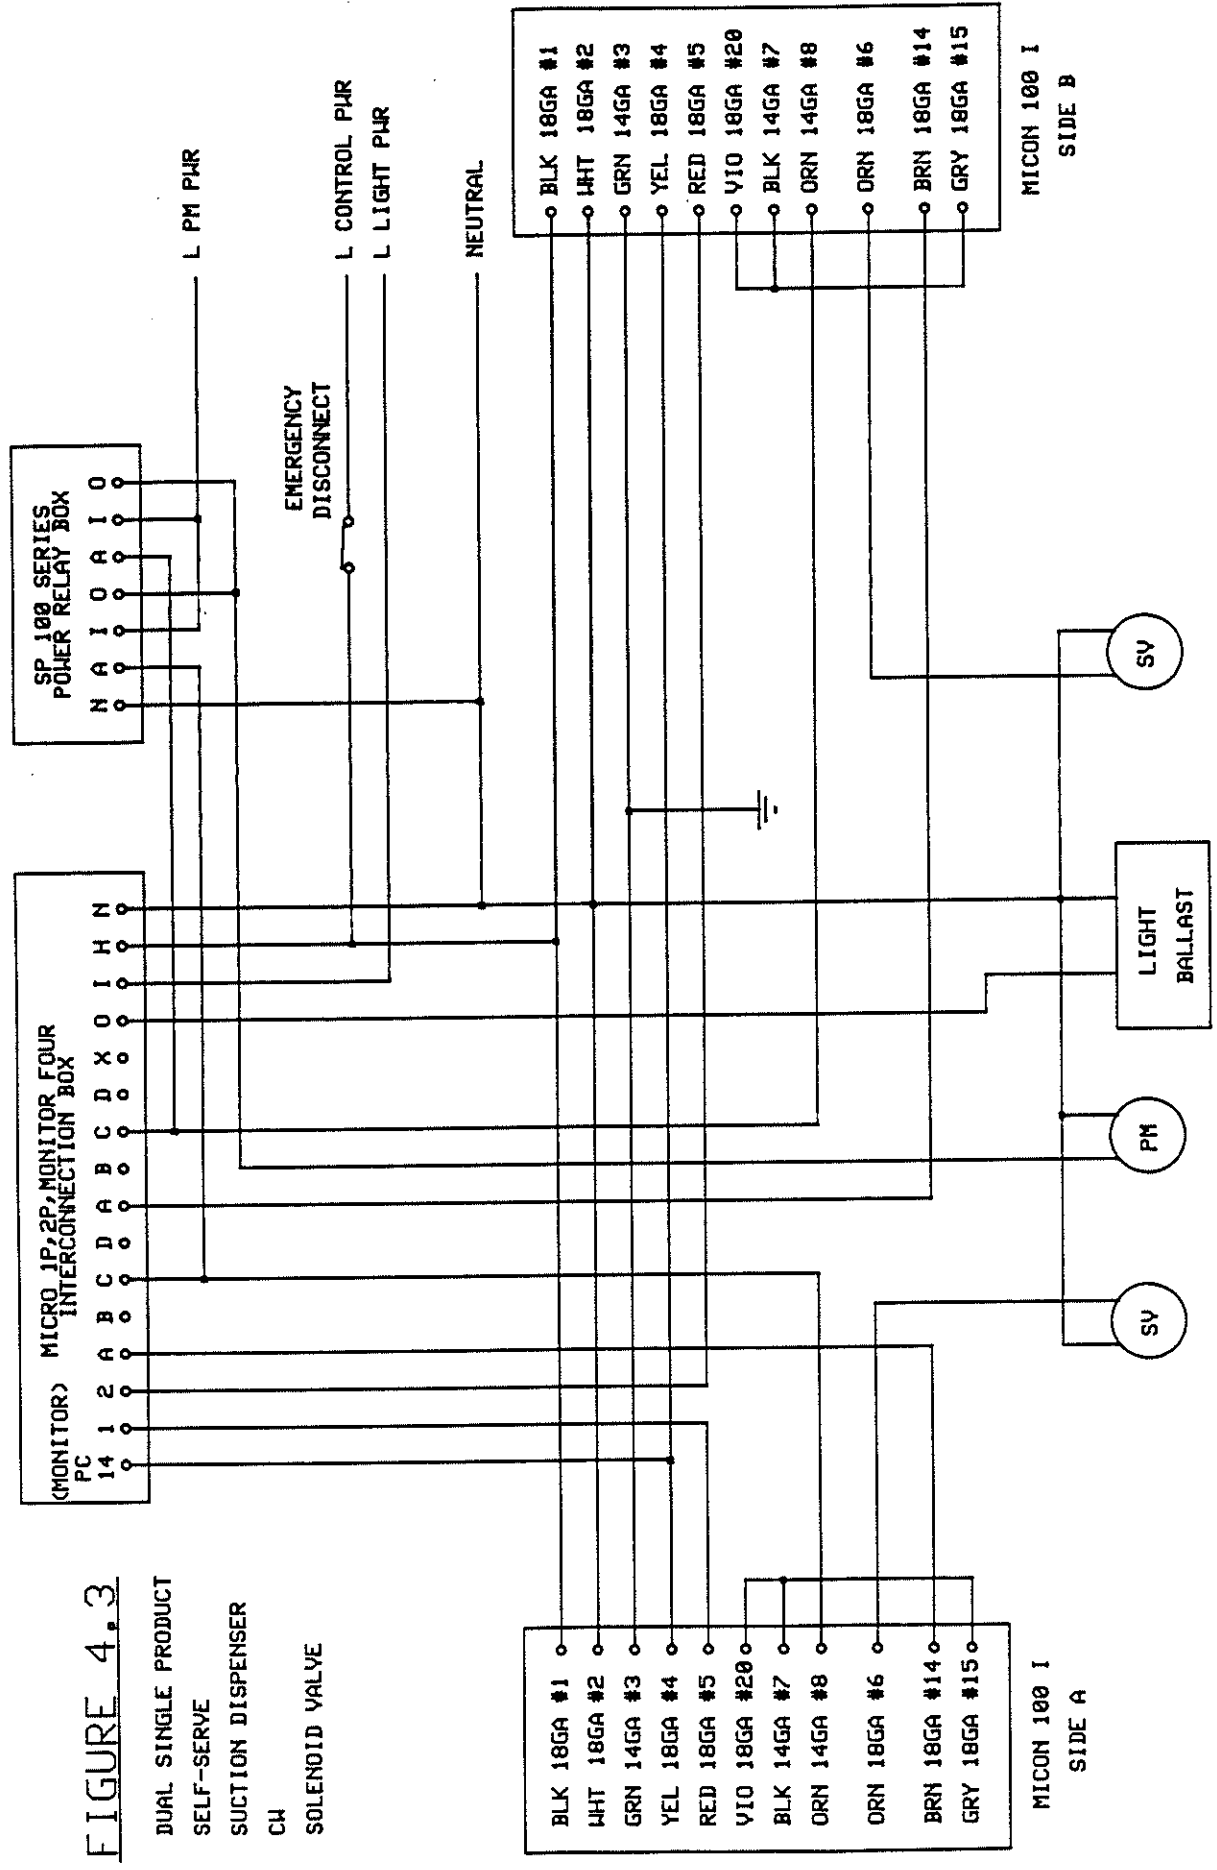 FIGURE 4.3
DUAL SINGLE PRODUCT
SELF-SERVE
SUCTION DISPENSER
CW
SOLENOID VALVE
(MONITOR) MICRO 1P,2P,MONITOR FOUR
INTERCONNECTION BOX
PC
14 1 2 A B C D A B C D X O I H N
SP 100 SERIES
POWER RELAY BOX
N A I O A I O
L PM PWR
EMERGENCY
DISCONNECT
L CONTROL PWR
L LIGHT PWR
NEUTRAL
BLK 18GA #1
WHT 18GA #2
GRN 14GA #3
YEL 18GA #4
RED 18GA #5
VIO 18GA #20
BLK 14GA #7
ORN 14GA #8
ORN 18GA #6
BRN 18GA #14
GRY 18GA #15
MICON 100 I
SIDE A
BLK 18GA #1
WHT 18GA #2
GRN 14GA #3
YEL 18GA #4
RED 18GA #5
VIO 18GA #20
BLK 14GA #7
ORN 14GA #8
ORN 18GA #6
BRN 18GA #14
GRY 18GA #15
MICON 100 I
SIDE B
SV
PM
LIGHT
BALLAST
SV